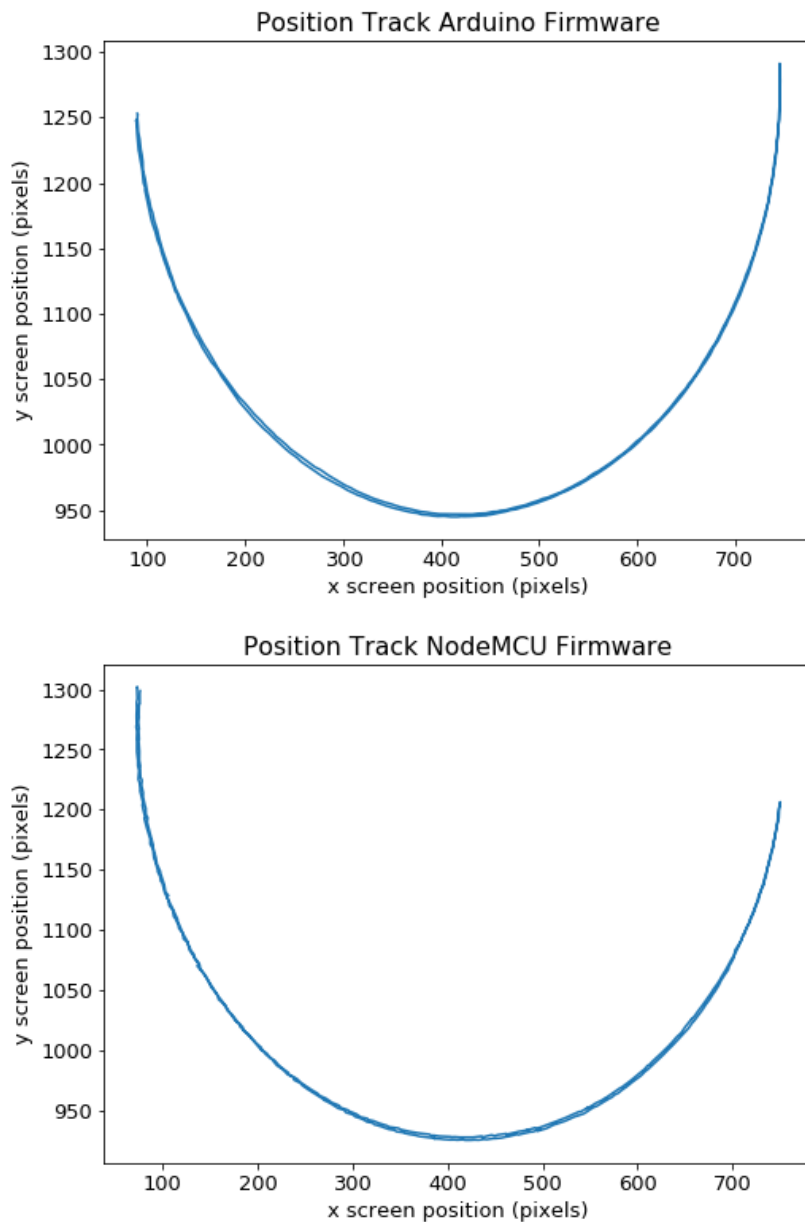 Position Track Arduino Firmware
1300
1250
1200
1150
1100
1050
1000
950
y screen position (pixels)
100 200 300 400 500 600 700
x screen position (pixels)
Position Track NodeMCU Firmware
1300
1250
1200
1150
1100
1050
1000
950
y screen position (pixels)
100 200 300 400 500 600 700
x screen position (pixels)